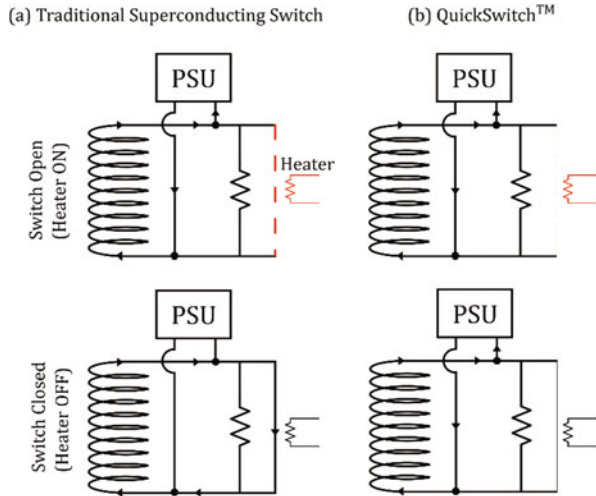 (a) Traditional Superconducting Switch
(b) QuickSwitch™
PSU
PSU
Switch Open
(Heater ON)
Heater
PSU
PSU
Switch Closed
(Heater OFF)